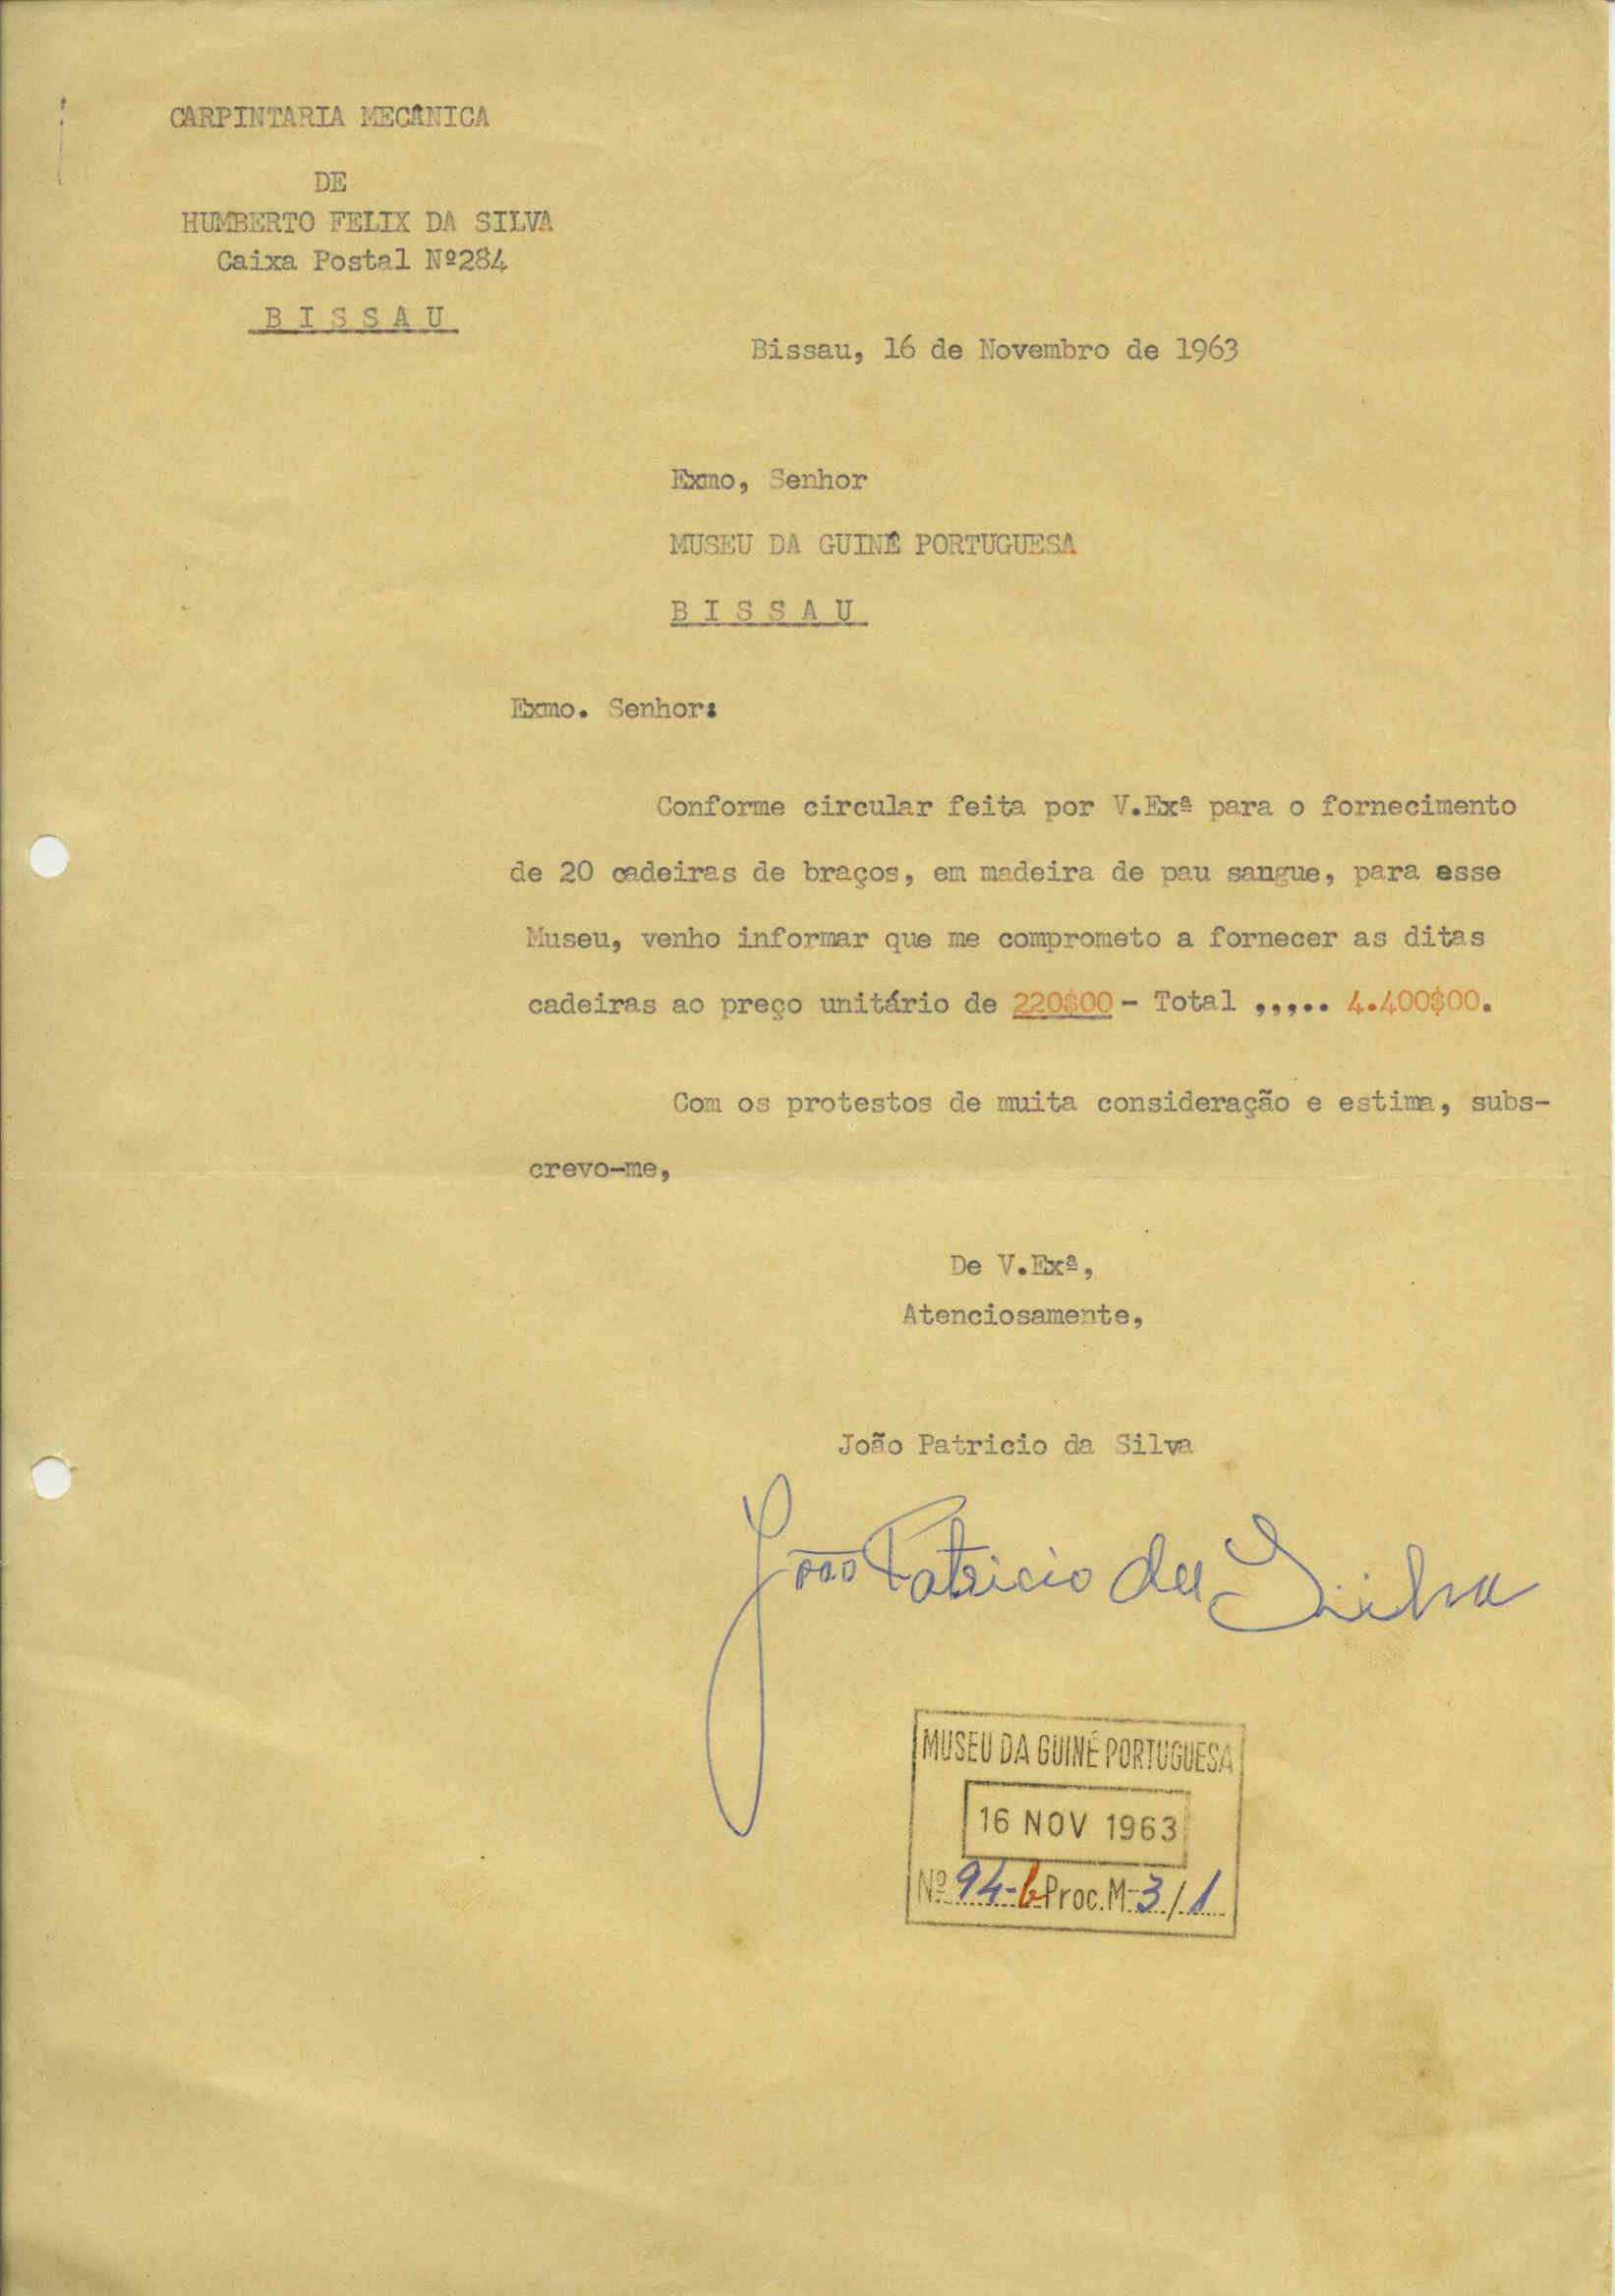 CARPINTARIA MECÂNICA
DE
HUMBERTO FELIX DA SILVA
Caixa Postal Nº284
B I S S A U
Bissau, 16 de Novembro de 1963
Exmo, Senhor
MUSEU DA GUINÉ PORTUGUESA
B I S S A U
Exmo. Senhor:
Conforme circular feita por V.Exª para o fornecimento
de 20 cadeiras de braços, em madeira de pau sangue, para esse
Museu, venho informar que me comprometo a fornecer as ditas
cadeiras ao preço unitário de 220$00 - Total ,,,.. 4.400$00.
Com os protestos de muita consideração e estima, subs-
crevo-me,
De V.Exª,
Atenciosamente,
João Patricio da Silva
João Patricio da Silva
MUSEU DA GUINÉ PORTUGUESA
16 NOV 1963
Nº 94-b Proc. M-3/1